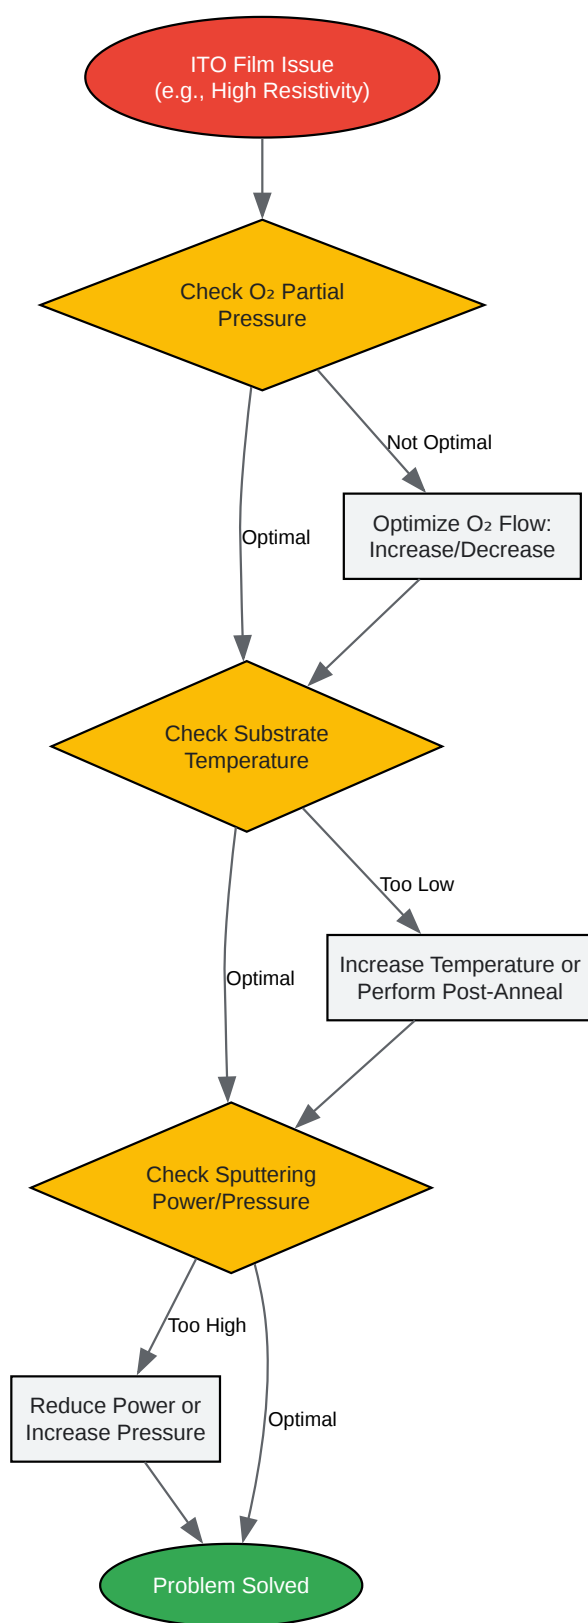 ITO Film Issue
(e.g., High Resistivity)
Check O₂ Partial
Pressure
Not Optimal
Optimize O₂ Flow:
Increase/Decrease
Optimal
Check Substrate
Temperature
Too Low
Increase Temperature or
Perform Post-Anneal
Optimal
Check Sputtering
Power/Pressure
Too High
Reduce Power or
Increase Pressure
Optimal
Problem Solved